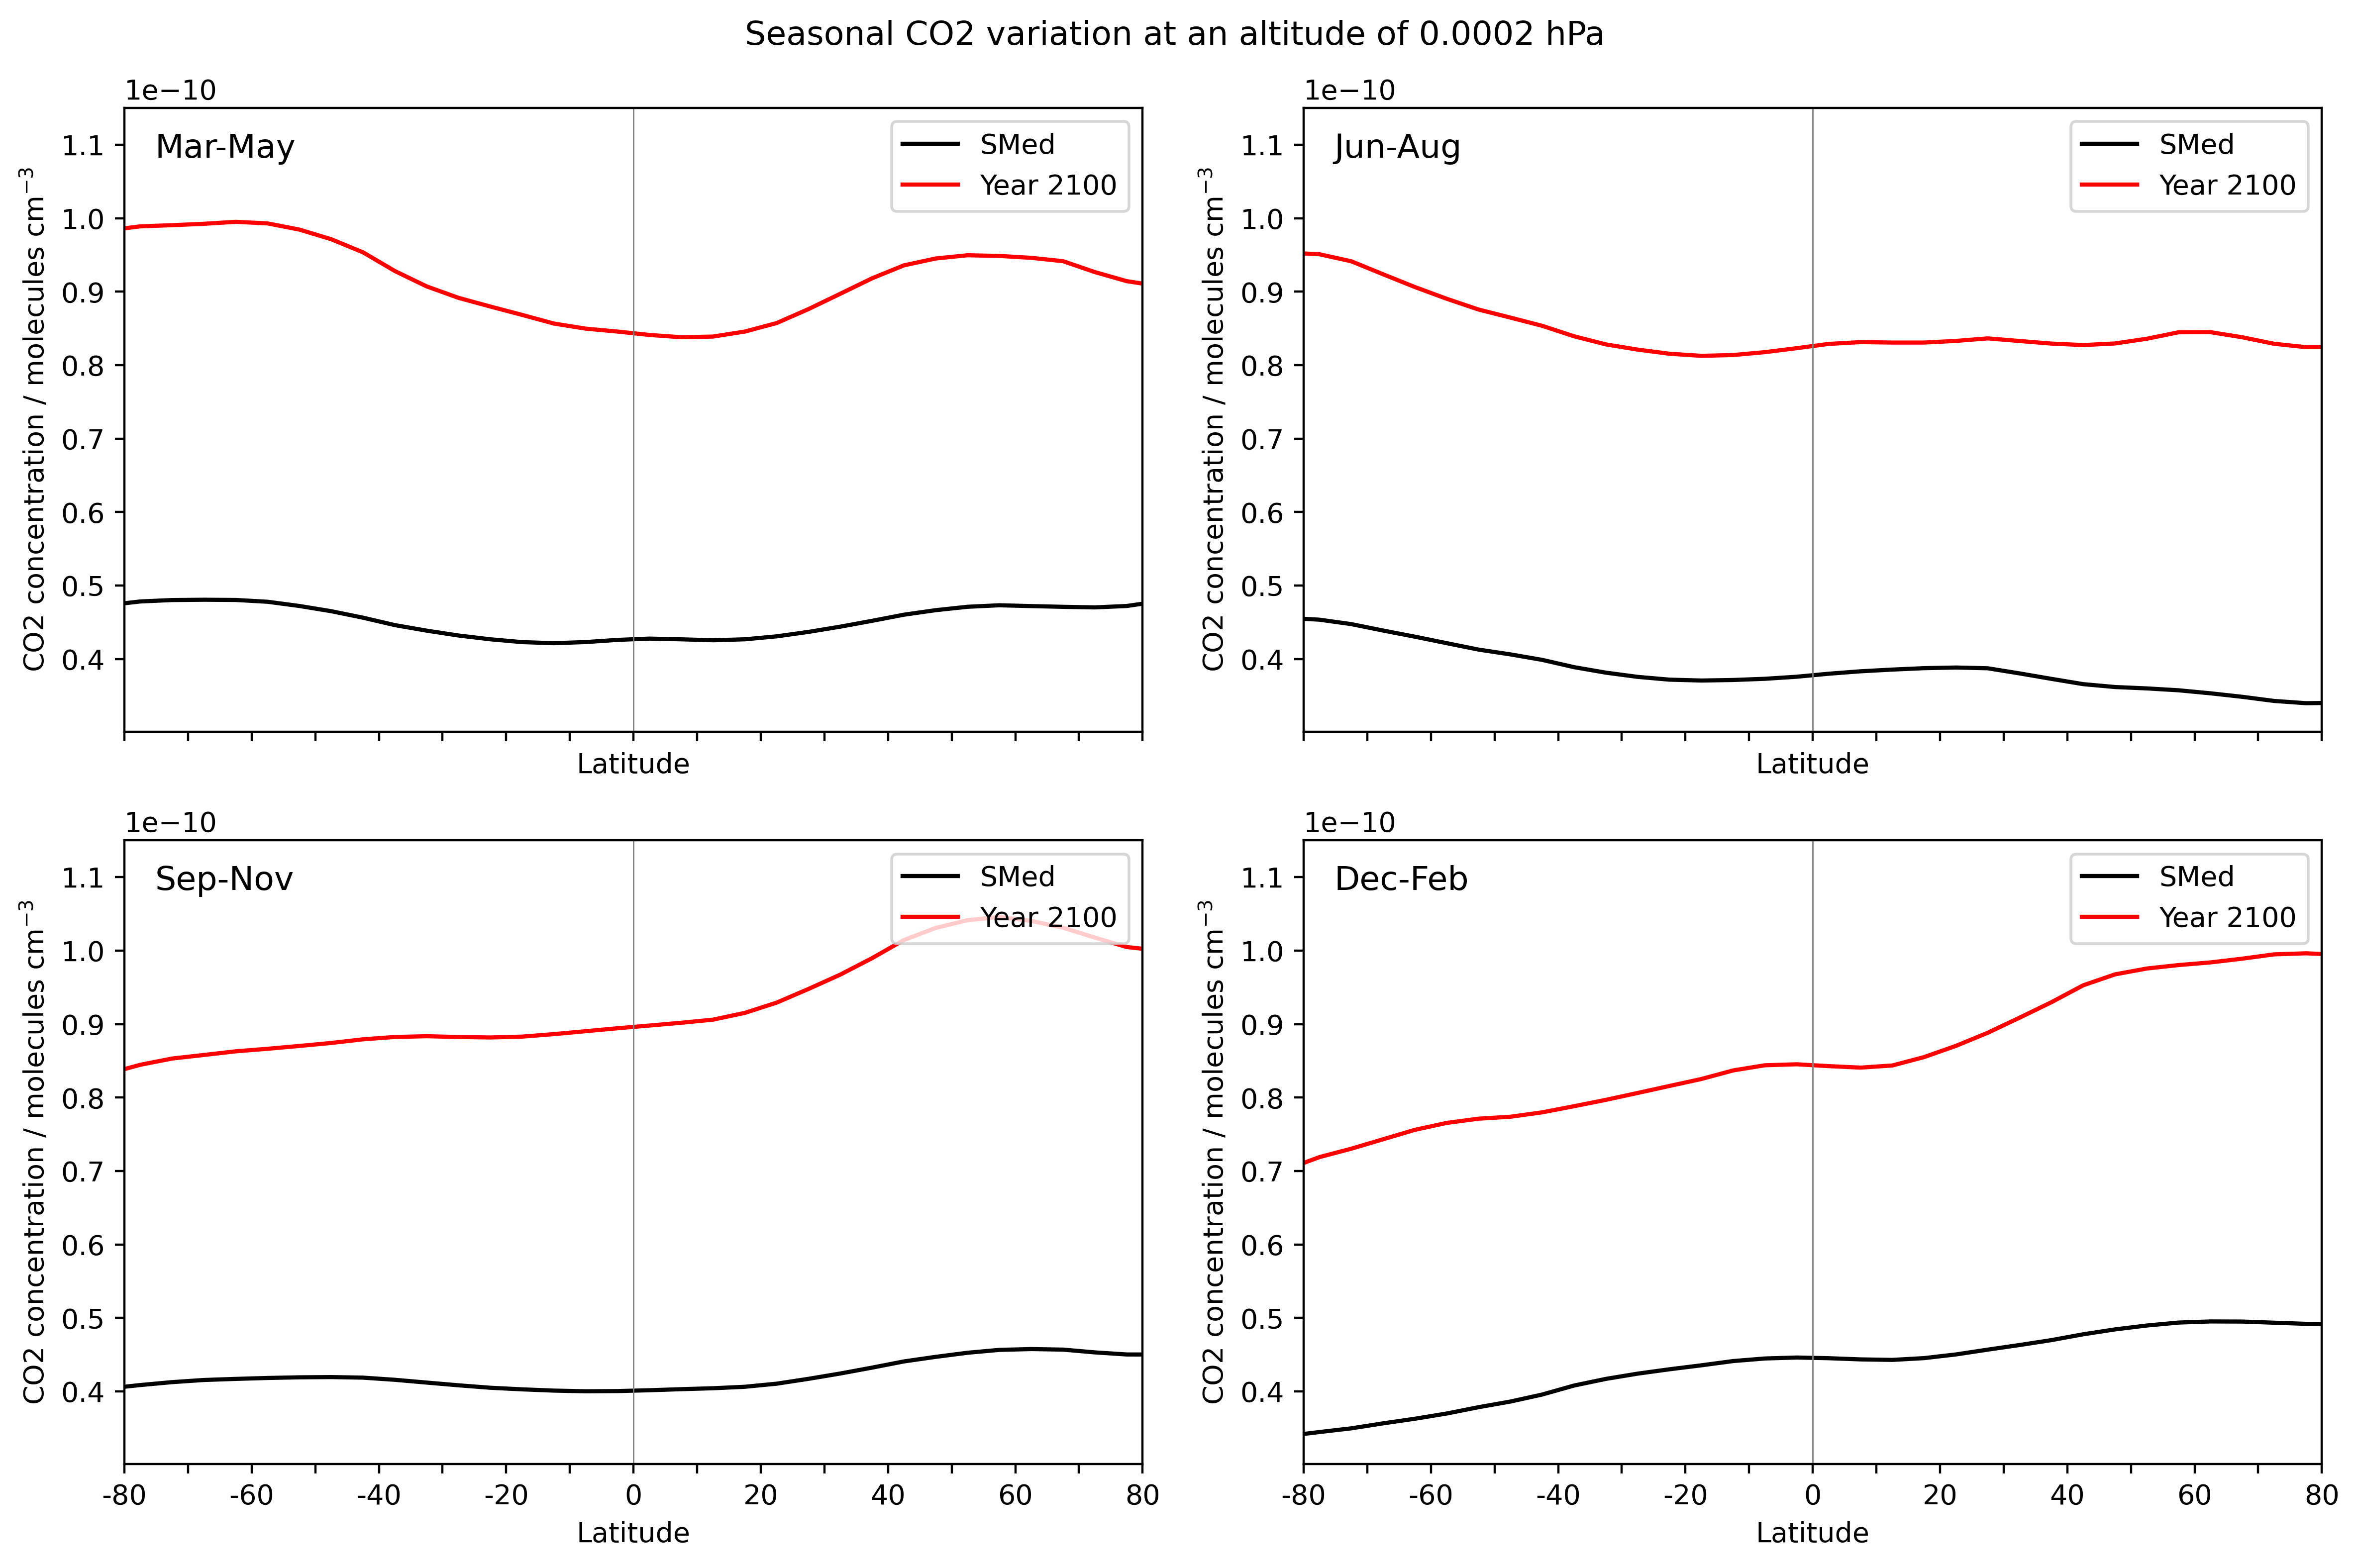 Seasonal CO2 variation at an altitude of 0.0002 hPa
1e−10
Mar-May
SMed
Year 2100
1.1
1.0
0.9
0.8
0.7
0.6
0.5
0.4
CO2 concentration / molecules cm⁻³
Latitude
1e−10
Jun-Aug
SMed
Year 2100
1.1
1.0
0.9
0.8
0.7
0.6
0.5
0.4
CO2 concentration / molecules cm⁻³
Latitude
1e−10
Sep-Nov
SMed
Year 2100
1.1
1.0
0.9
0.8
0.7
0.6
0.5
0.4
CO2 concentration / molecules cm⁻³
-80 -60 -40 -20 0 20 40 60 80
Latitude
1e−10
Dec-Feb
SMed
Year 2100
1.1
1.0
0.9
0.8
0.7
0.6
0.5
0.4
CO2 concentration / molecules cm⁻³
-80 -60 -40 -20 0 20 40 60 80
Latitude